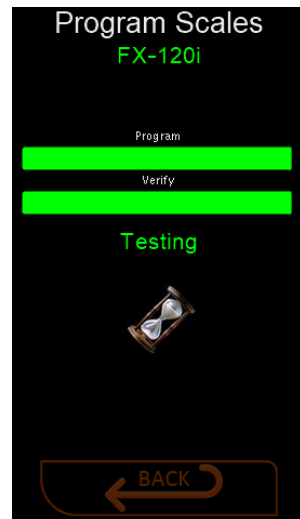 Program Scales
FX-120i
Program
Verify
Testing
BACK